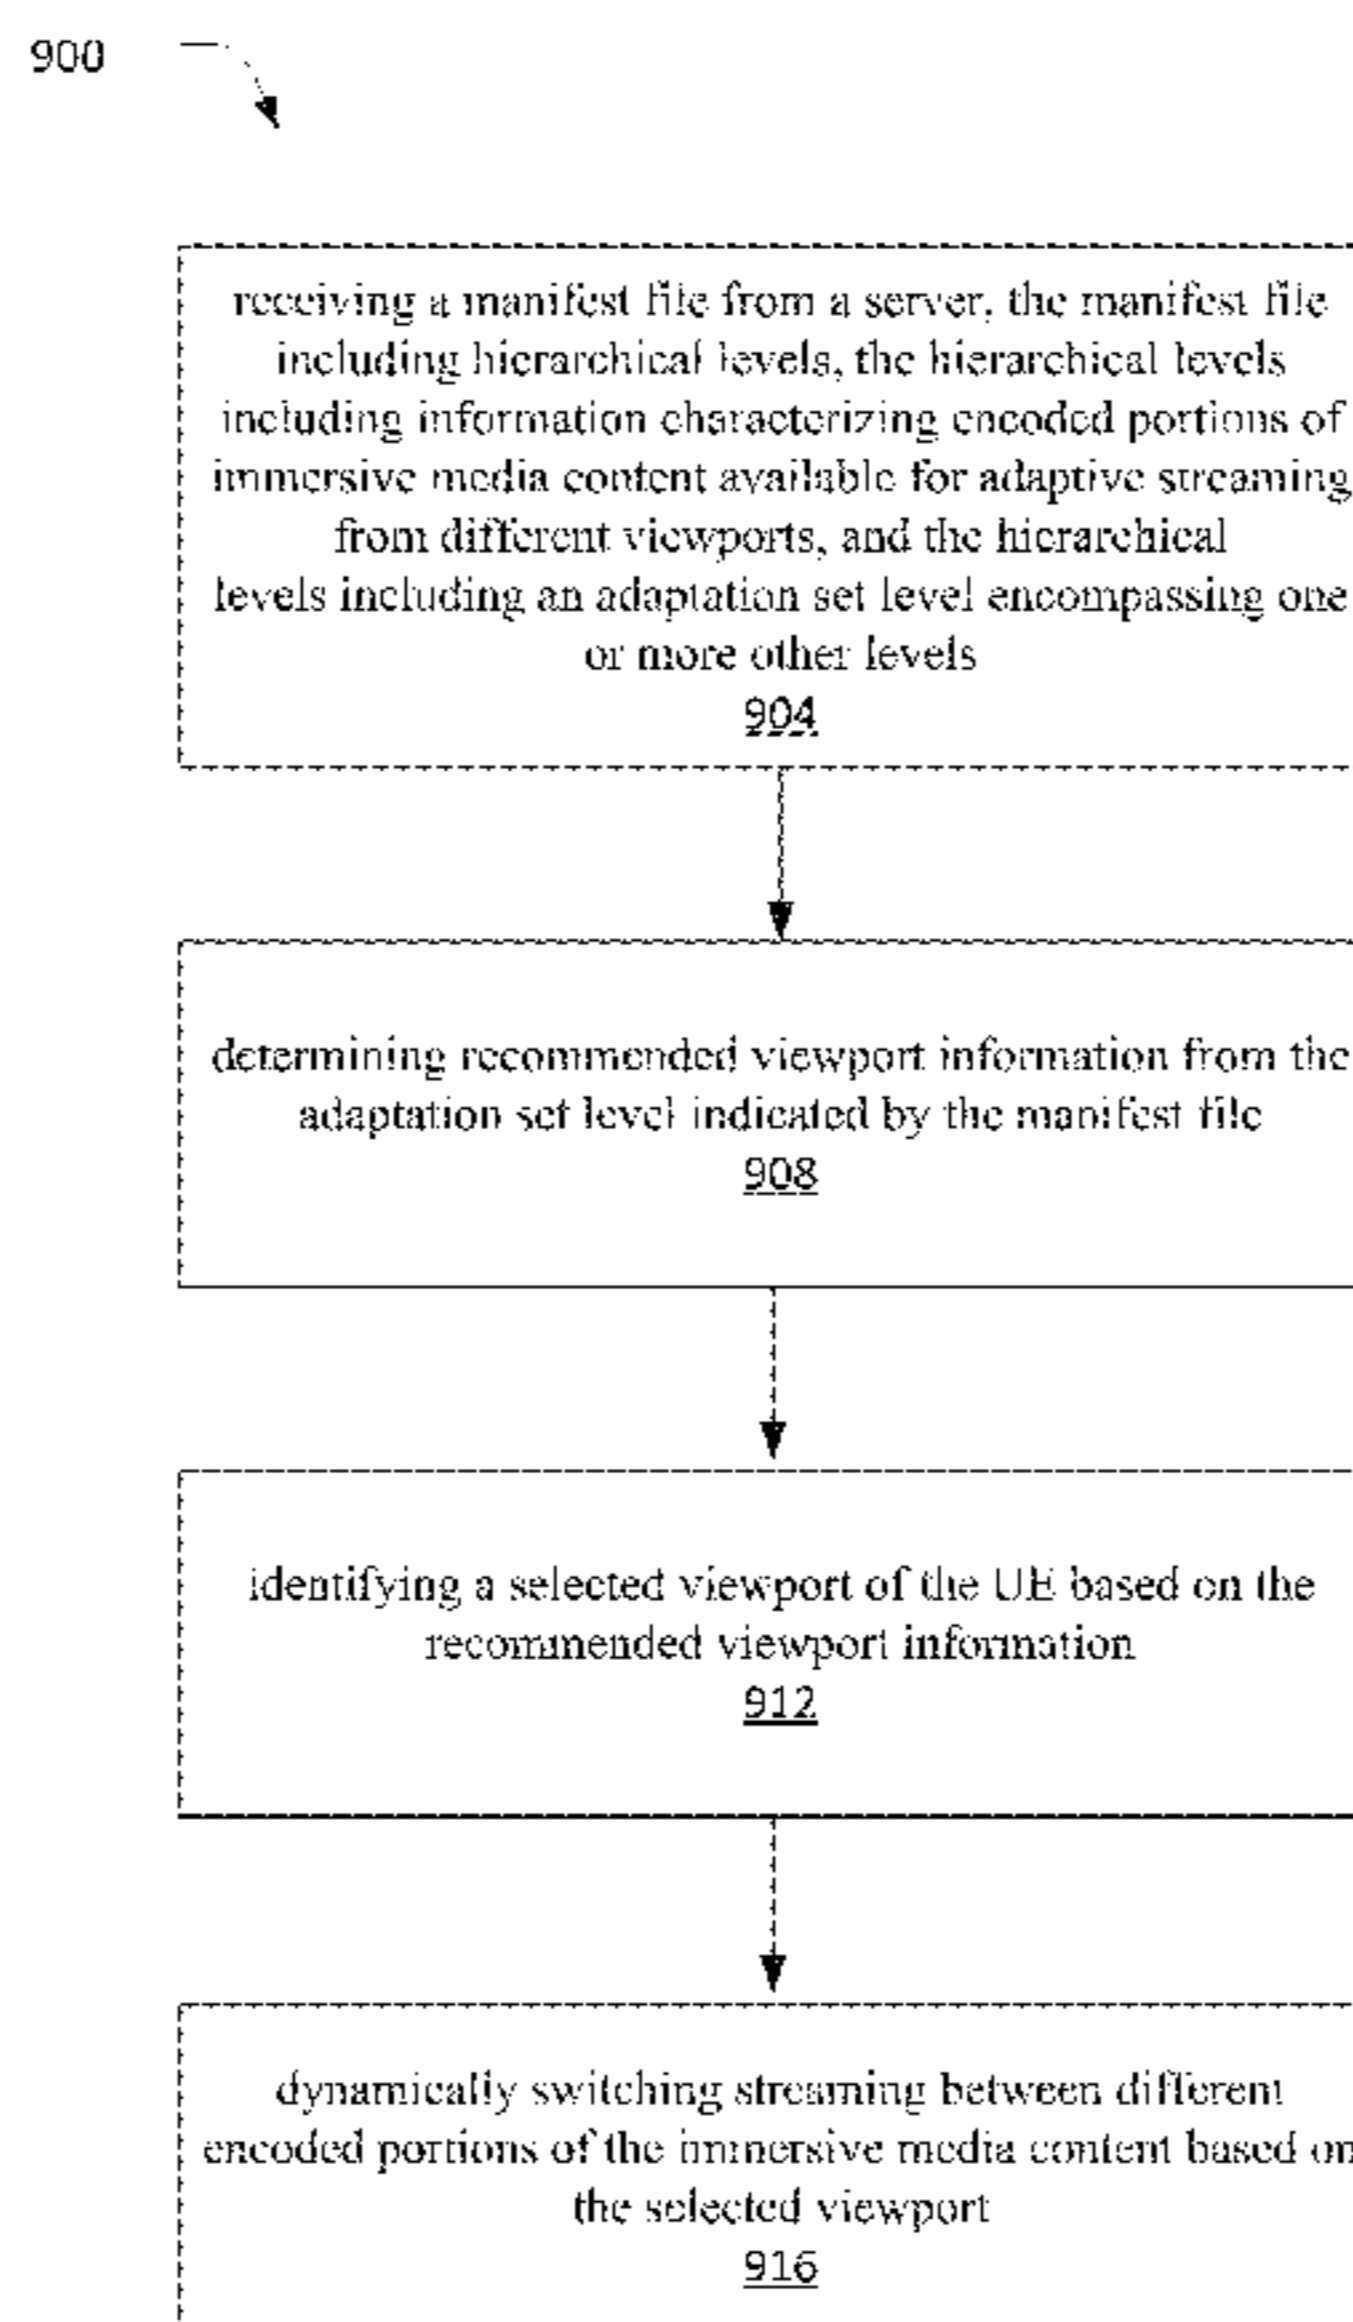 900
receiving a manifest file from a server, the manifest file
including hierarchical levels, the hierarchical levels
including information characterizing encoded portions of
immersive media content available for adaptive streaming
from different viewports, and the hierarchical
levels including an adaptation set level encompassing one
or more other levels
904
determining recommended viewport information from the
adaptation set level indicated by the manifest file
908
identifying a selected viewport of the UE based on the
recommended viewport information
912
dynamically switching streaming between different
encoded portions of the immersive media content based on
the selected viewport
916